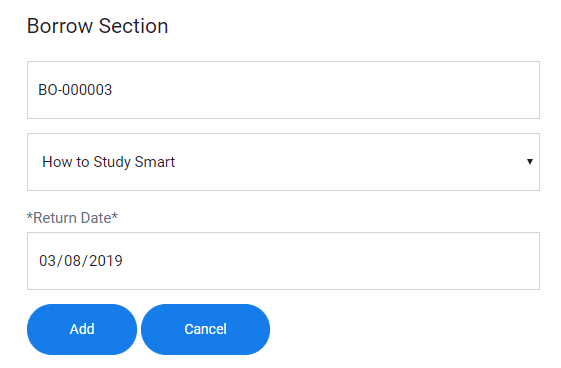 Borrow Section
BO-000003
How to Study Smart
*Return Date*
03/08/2019
Add Cancel